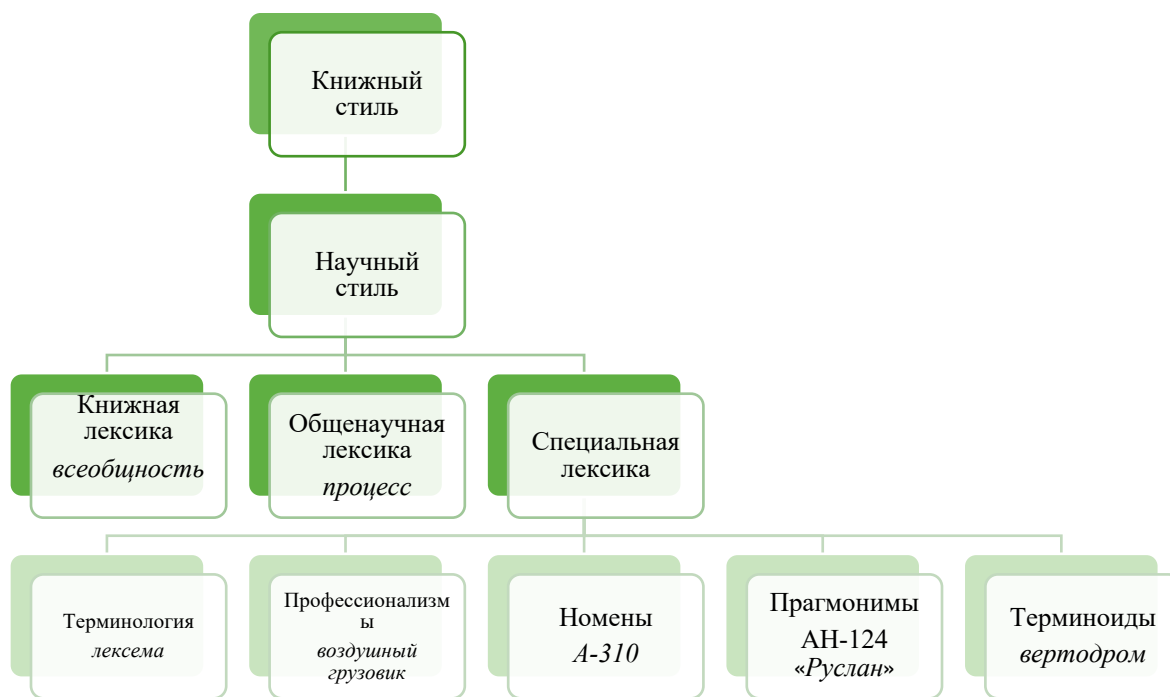 Книжный
стиль
Научный
стиль
Книжная
лексика
всеобщность
Общенаучная
лексика
процесс
Специальная
лексика
Терминология
лексема
Профессионализм
ы
воздушный
грузовик
Номены
А-310
Прагмонимы
АН-124
«Руслан»
Терминоиды
вертодром